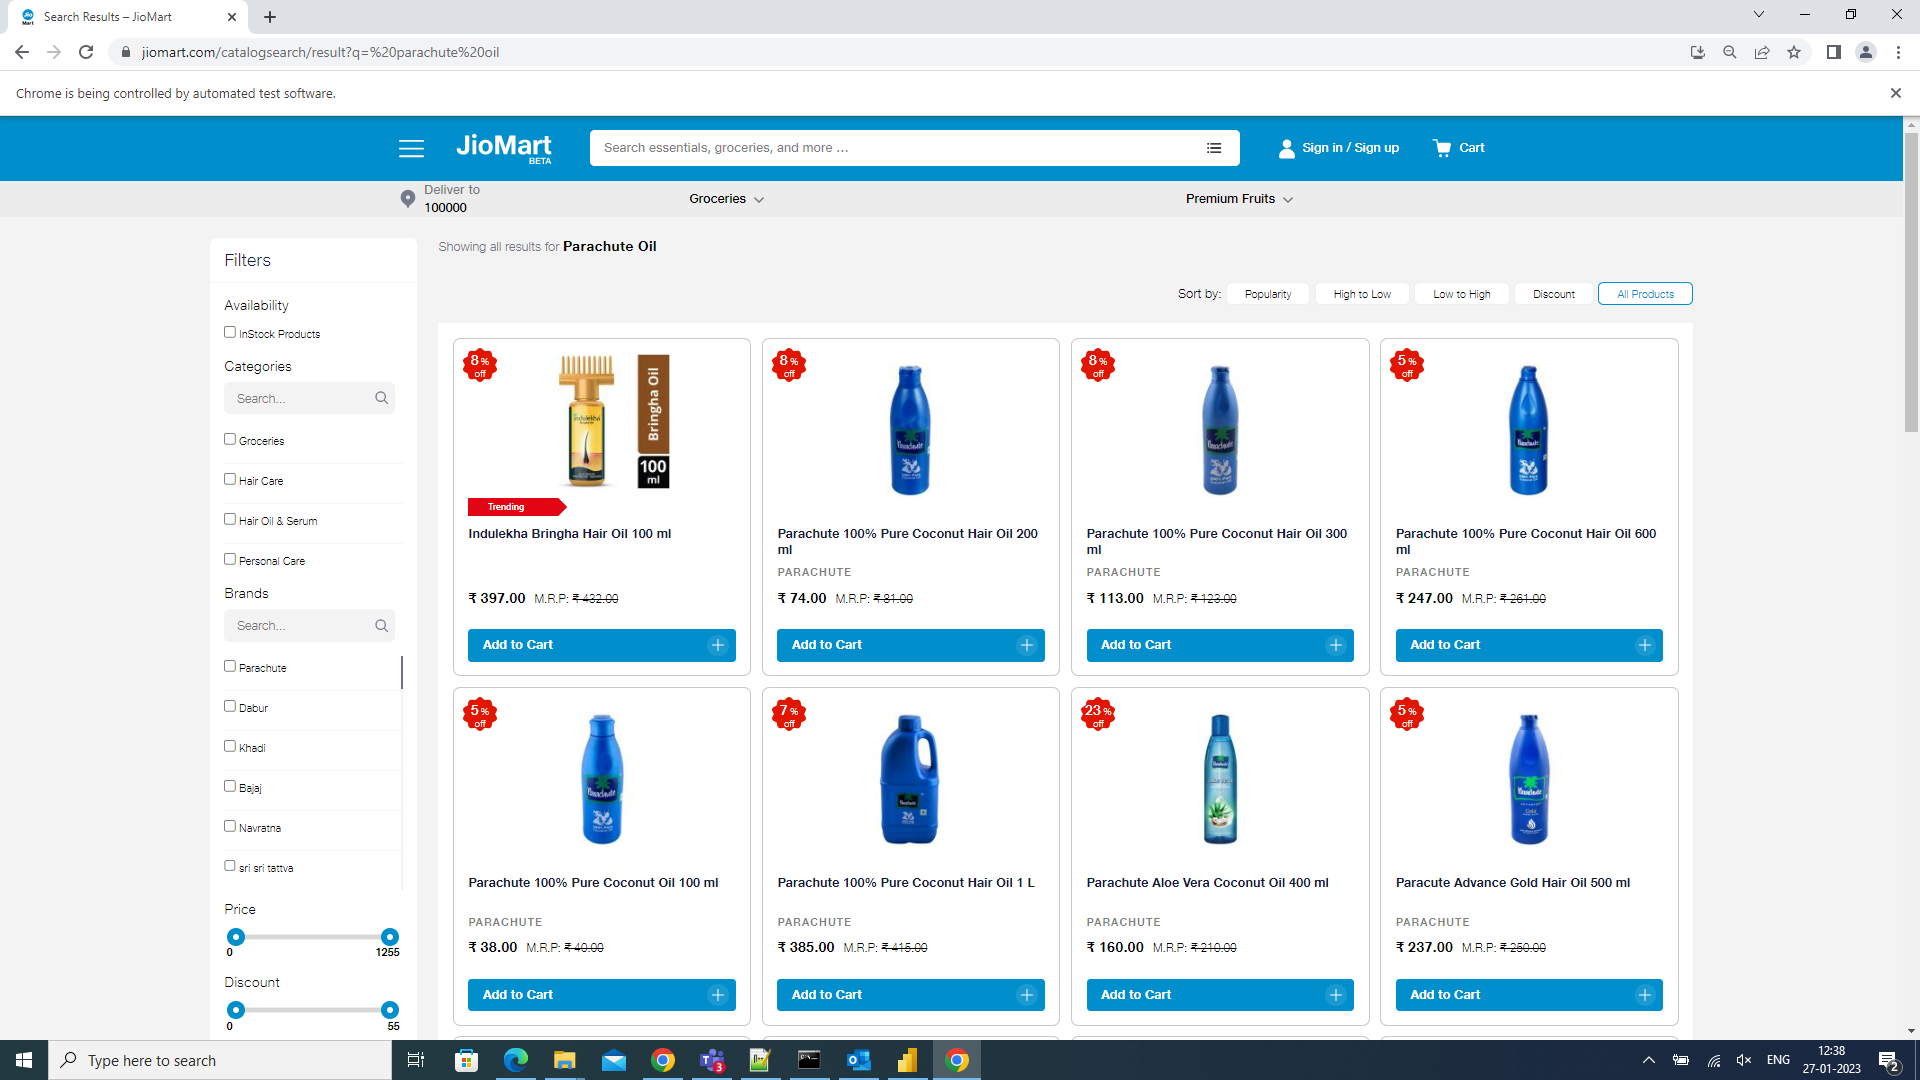 Search Results – JioMart
jiomart.com/catalogsearch/result?q=%20parachute%20oil
Chrome is being controlled by automated test software.
JioMart
BETA
Search essentials, groceries, and more ...
Sign in / Sign up
Cart
Deliver to
100000
Groceries
Premium Fruits
Showing all results for Parachute Oil
Filters
Availability
InStock Products
Categories
Search...
Groceries
Hair Care
Hair Oil & Serum
Personal Care
Brands
Search...
Parachute
Dabur
Khadi
Bajaj
Navratna
sri sri tattva
Price
0 1255
Discount
0 55
Sort by: Popularity High to Low Low to High Discount All Products
8% off
Bringha Oil
100 ml
Trending
Indulekha Bringha Hair Oil 100 ml
₹ 397.00 M.R.P: ₹ 432.00
Add to Cart
8% off
Parachute 100% Pure Coconut Hair Oil 200 ml
PARACHUTE
₹ 74.00 M.R.P: ₹ 81.00
Add to Cart
8% off
Parachute 100% Pure Coconut Hair Oil 300 ml
PARACHUTE
₹ 113.00 M.R.P: ₹ 123.00
Add to Cart
5% off
Parachute 100% Pure Coconut Hair Oil 600 ml
PARACHUTE
₹ 247.00 M.R.P: ₹ 261.00
Add to Cart
5% off
Parachute 100% Pure Coconut Oil 100 ml
PARACHUTE
₹ 38.00 M.R.P: ₹ 40.00
Add to Cart
7% off
Parachute 100% Pure Coconut Hair Oil 1 L
PARACHUTE
₹ 385.00 M.R.P: ₹ 415.00
Add to Cart
23% off
Parachute Aloe Vera Coconut Oil 400 ml
PARACHUTE
₹ 160.00 M.R.P: ₹ 210.00
Add to Cart
5% off
Paracute Advance Gold Hair Oil 500 ml
PARACHUTE
₹ 237.00 M.R.P: ₹ 250.00
Add to Cart
Type here to search
3
ENG
12:38
27-01-2023
2